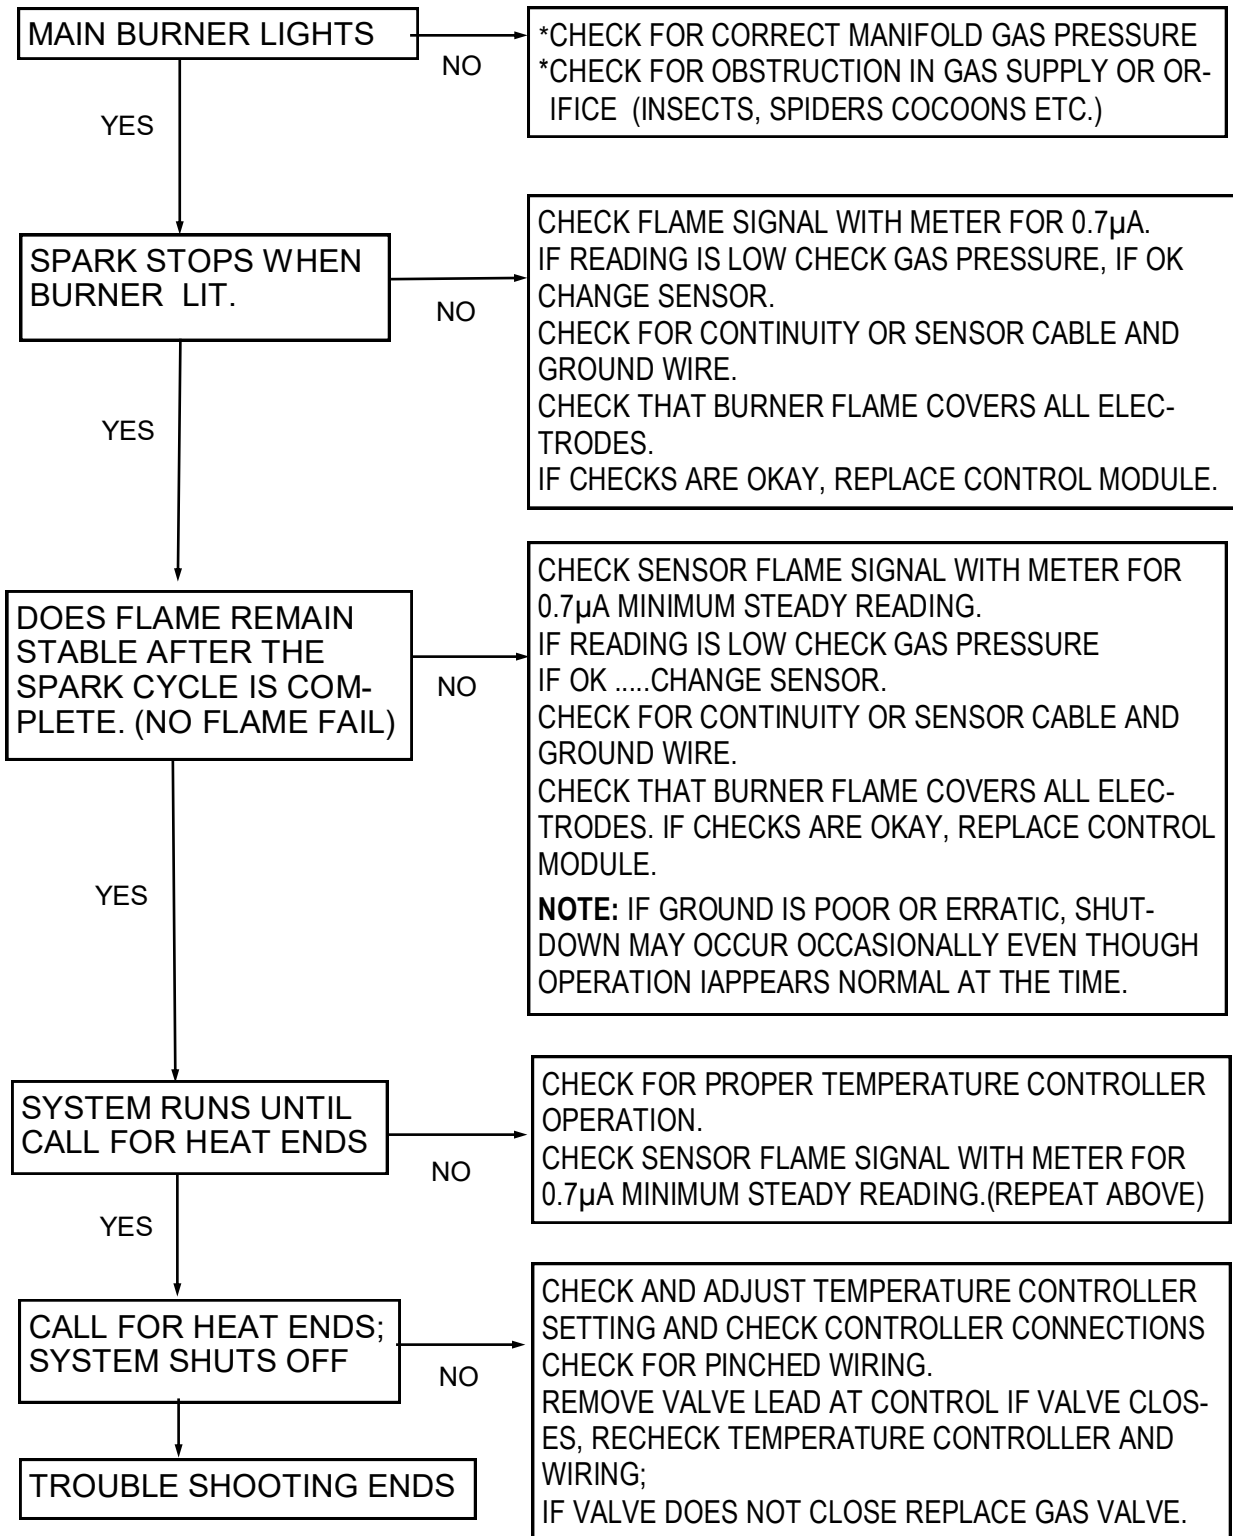 MAIN BURNER LIGHTS
NO
*CHECK FOR CORRECT MANIFOLD GAS PRESSURE
*CHECK FOR OBSTRUCTION IN GAS SUPPLY OR OR-
IFICE (INSECTS, SPIDERS COCOONS ETC.)
YES
SPARK STOPS WHEN
BURNER LIT.
NO
CHECK FLAME SIGNAL WITH METER FOR 0.7µA.
IF READING IS LOW CHECK GAS PRESSURE, IF OK
CHANGE SENSOR.
CHECK FOR CONTINUITY OR SENSOR CABLE AND
GROUND WIRE.
CHECK THAT BURNER FLAME COVERS ALL ELEC-
TRODES.
IF CHECKS ARE OKAY, REPLACE CONTROL MODULE.
YES
DOES FLAME REMAIN
STABLE AFTER THE
SPARK CYCLE IS COM-
PLETE. (NO FLAME FAIL)
NO
CHECK SENSOR FLAME SIGNAL WITH METER FOR
0.7µA MINIMUM STEADY READING.
IF READING IS LOW CHECK GAS PRESSURE
IF OK .....CHANGE SENSOR.
CHECK FOR CONTINUITY OR SENSOR CABLE AND
GROUND WIRE.
CHECK THAT BURNER FLAME COVERS ALL ELEC-
TRODES. IF CHECKS ARE OKAY, REPLACE CONTROL
MODULE.
NOTE: IF GROUND IS POOR OR ERRATIC, SHUT-
DOWN MAY OCCUR OCCASIONALLY EVEN THOUGH
OPERATION IAPPEARS NORMAL AT THE TIME.
YES
SYSTEM RUNS UNTIL
CALL FOR HEAT ENDS
NO
CHECK FOR PROPER TEMPERATURE CONTROLLER
OPERATION.
CHECK SENSOR FLAME SIGNAL WITH METER FOR
0.7µA MINIMUM STEADY READING.(REPEAT ABOVE)
YES
CALL FOR HEAT ENDS;
SYSTEM SHUTS OFF
NO
CHECK AND ADJUST TEMPERATURE CONTROLLER
SETTING AND CHECK CONTROLLER CONNECTIONS
CHECK FOR PINCHED WIRING.
REMOVE VALVE LEAD AT CONTROL IF VALVE CLOS-
ES, RECHECK TEMPERATURE CONTROLLER AND
WIRING;
IF VALVE DOES NOT CLOSE REPLACE GAS VALVE.
TROUBLE SHOOTING ENDS